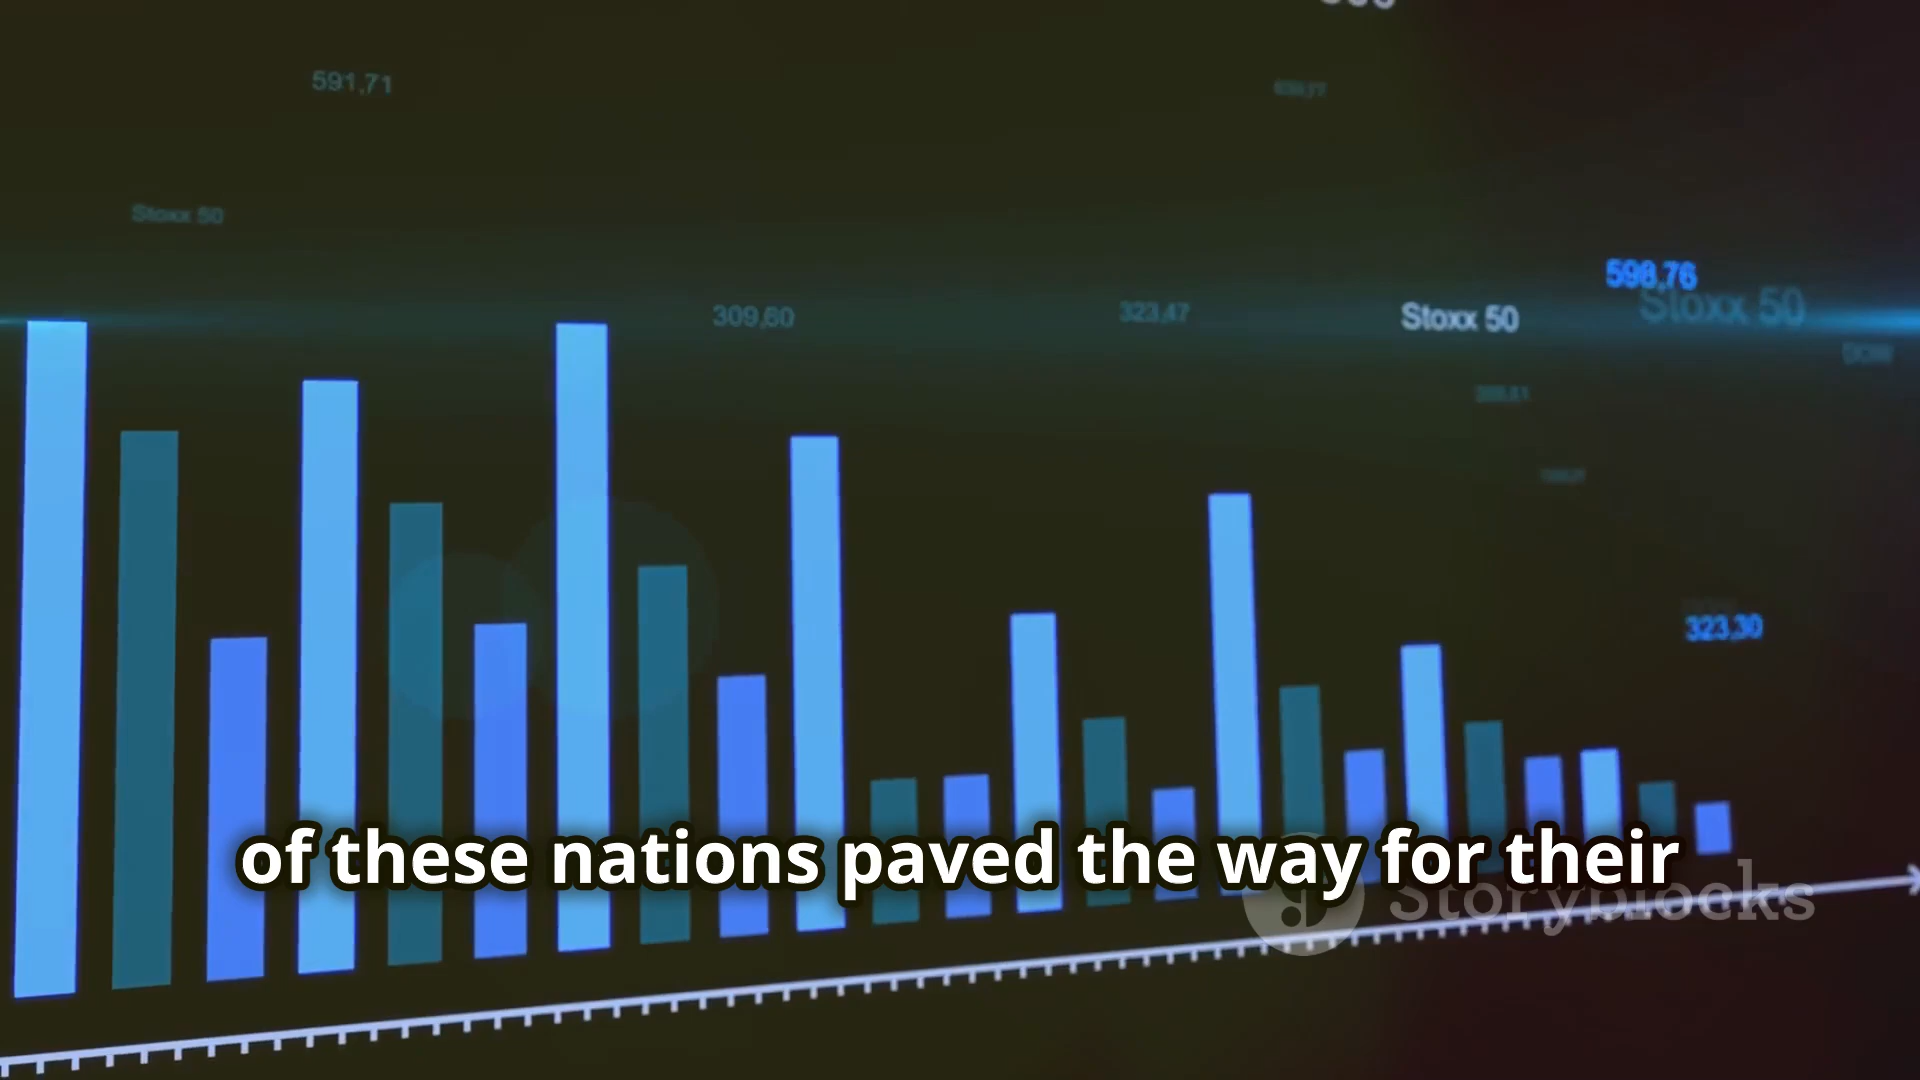 591,71
Stoxx 50
309,60
323,47
Stoxx 50
598,76
Stoxx 50
DOW
323,30
of these nations paved the way for their
Storyblocks